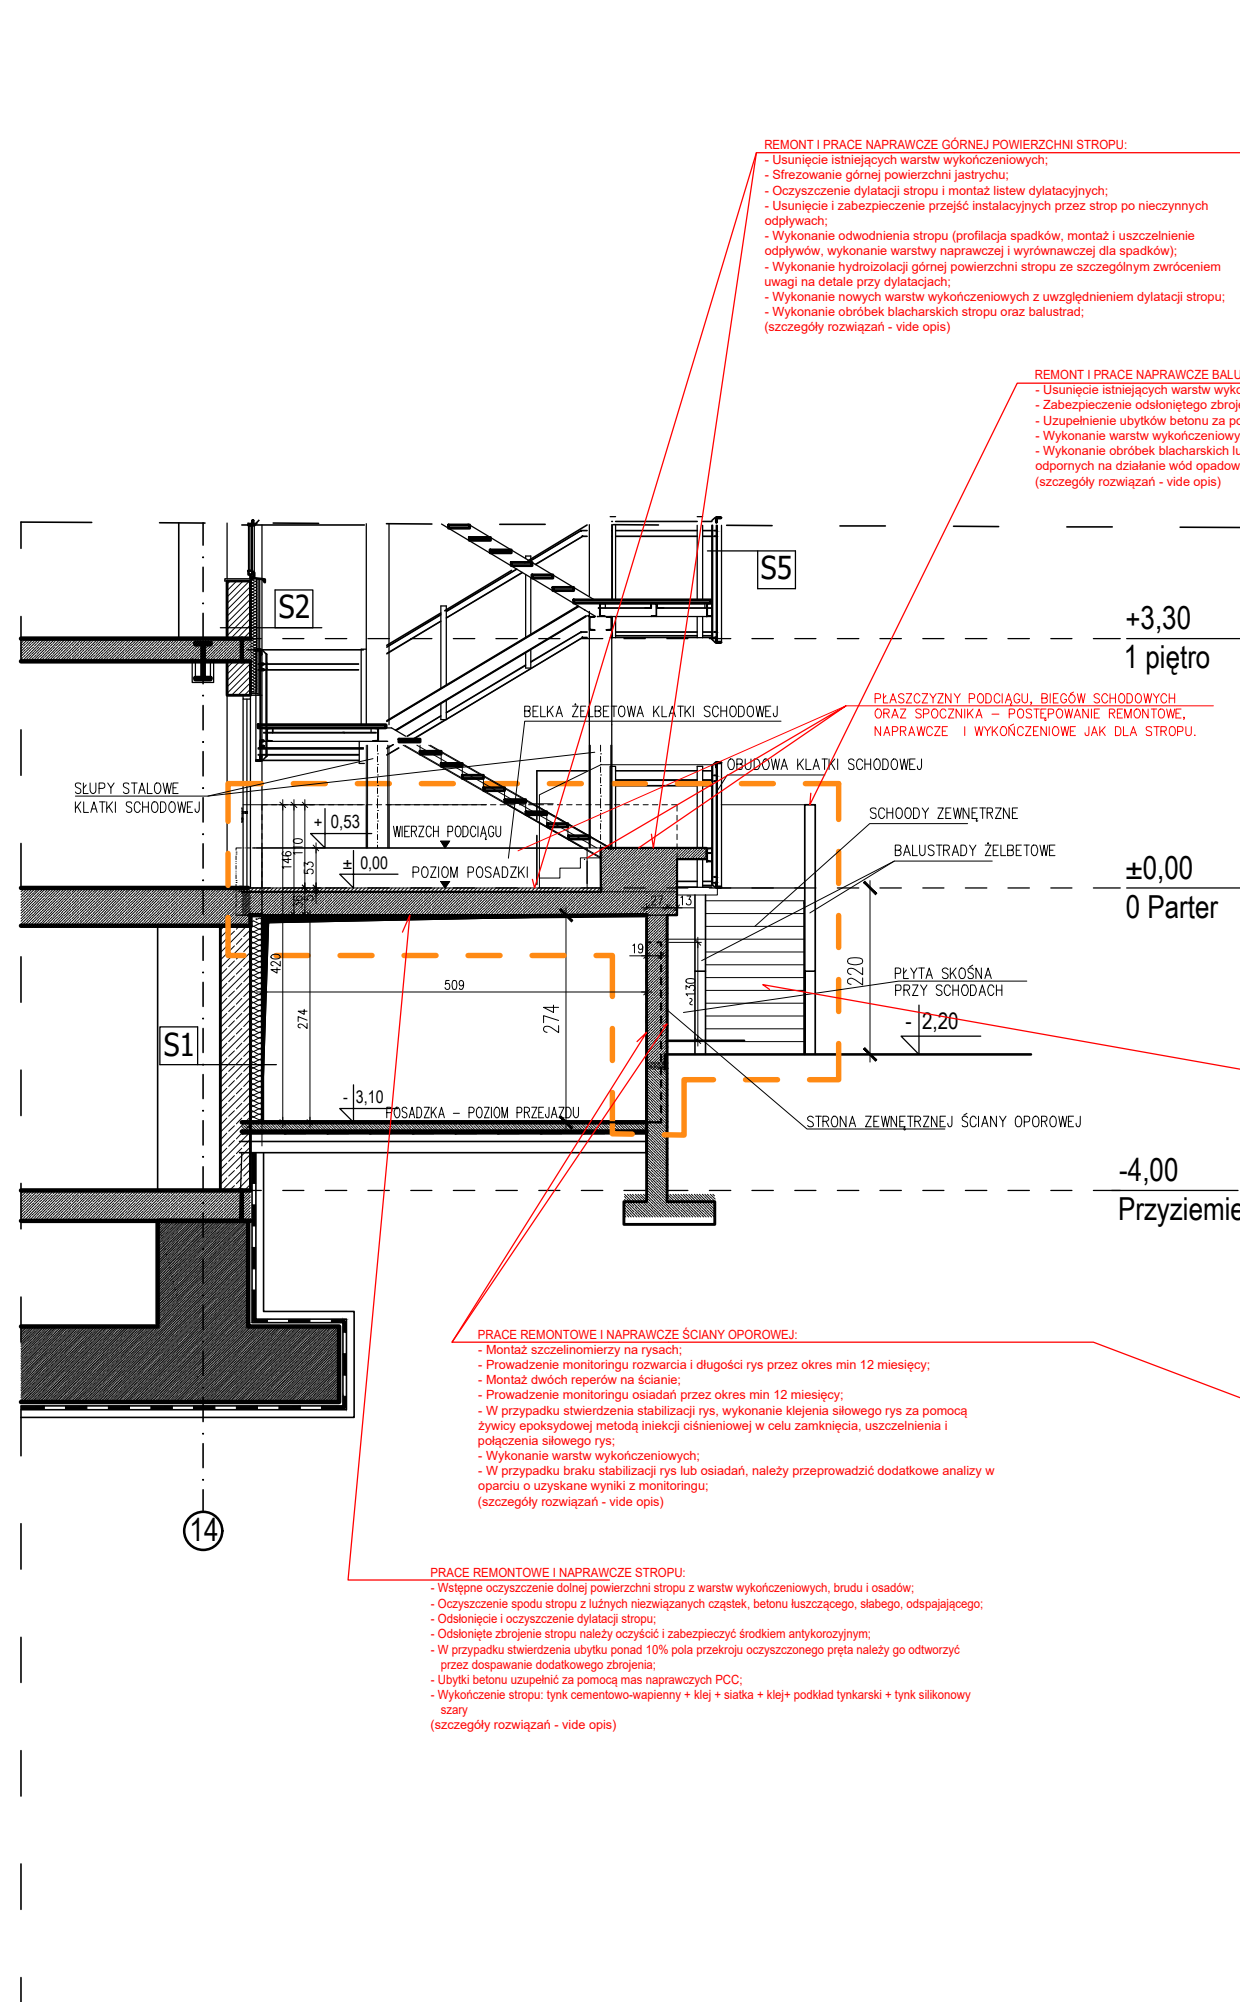 REMONT I PRACE NAPRAWCZE GÓRNEJ POWIERZCHNI STROPU:
- Usunięcie istniejących warstw wykończeniowych;
- Sfrezowanie górnej powierzchni jastrychu;
- Oczyszczenie dylatacji stropu i montaż listew dylatacyjnych;
- Usunięcie i zabezpieczenie przejść instalacyjnych przez strop po nieczynnych
odpływach;
- Wykonanie odwodnienia stropu (profilacja spadków, montaż i uszczelnienie
odpływów, wykonanie warstwy naprawczej i wyrównawczej dla spadków);
- Wykonanie hydroizolacji górnej powierzchni stropu ze szczególnym zwróceniem
uwagi na detale przy dylatacjach;
- Wykonanie nowych warstw wykończeniowych z uwzględnieniem dylatacji stropu;
- Wykonanie obróbek blacharskich stropu oraz balustrad;
(szczegóły rozwiązań - vide opis)
REMONT I PRACE NAPRAWCZE BALU
- Usunięcie istniejących warstw wyko
- Zabezpieczenie odsłoniętego zbroje
- Uzupełnienie ubytków betonu za po
- Wykonanie warstw wykończeniowy
- Wykonanie obróbek blacharskich lu
odpornych na działanie wód opadow
(szczegóły rozwiązań - vide opis)
S5
S2
+3,30
1 piętro
PŁASZCZYZNY PODCIĄGU, BIEGÓW SCHODOWYCH
ORAZ SPOCZNIKA – POSTĘPOWANIE REMONTOWE,
NAPRAWCZE I WYKOŃCZENIOWE JAK DLA STROPU.
BELKA ŻELBETOWA KLATKI SCHODOWEJ
OBUDOWA KLATKI SCHODOWEJ
SŁUPY STALOWE
KLATKI SCHODOWEJ
SCHOODY ZEWNĘTRZNE
+ 0,53
WIERZCH PODCIĄGU
146
110
53
BALUSTRADY ŻELBETOWE
± 0,00
POZIOM POSADZKI
±0,00
0 Parter
27
13
19
420
509
274
274
~130
220
PŁYTA SKOŚNA
PRZY SCHODACH
- 2,20
S1
- 3,10
POSADZKA – POZIOM PRZEJAZDU
STRONA ZEWNĘTRZNEJ ŚCIANY OPOROWEJ
-4,00
Przyziemie
PRACE REMONTOWE I NAPRAWCZE ŚCIANY OPOROWEJ:
- Montaż szczelinomierzy na rysach;
- Prowadzenie monitoringu rozwarcia i długości rys przez okres min 12 miesięcy;
- Montaż dwóch reperów na ścianie;
- Prowadzenie monitoringu osiadań przez okres min 12 miesięcy;
- W przypadku stwierdzenia stabilizacji rys, wykonanie klejenia siłowego rys za pomocą
żywicy epoksydowej metodą iniekcji ciśnieniowej w celu zamknięcia, uszczelnienia i
połączenia siłowego rys;
- Wykonanie warstw wykończeniowych;
- W przypadku braku stabilizacji rys lub osiadań, należy przeprowadzić dodatkowe analizy w
oparciu o uzyskane wyniki z monitoringu;
(szczegóły rozwiązań - vide opis)
14
PRACE REMONTOWE I NAPRAWCZE STROPU:
- Wstępne oczyszczenie dolnej powierzchni stropu z warstw wykończeniowych, brudu i osadów;
- Oczyszczenie spodu stropu z luźnych niezwiązanych cząstek, betonu łuszczącego, słabego, odspajającego;
- Odsłonięcie i oczyszczenie dylatacji stropu;
- Odsłonięte zbrojenie stropu należy oczyścić i zabezpieczyć środkiem antykorozyjnym;
- W przypadku stwierdzenia ubytku ponad 10% pola przekroju oczyszczonego pręta należy go odtworzyć
przez dospawanie dodatkowego zbrojenia;
- Ubytki betonu uzupełnić za pomocą mas naprawczych PCC;
- Wykończenie stropu: tynk cementowo-wapienny + klej + siatka + klej+ podkład tynkarski + tynk silikonowy
szary
(szczegóły rozwiązań - vide opis)